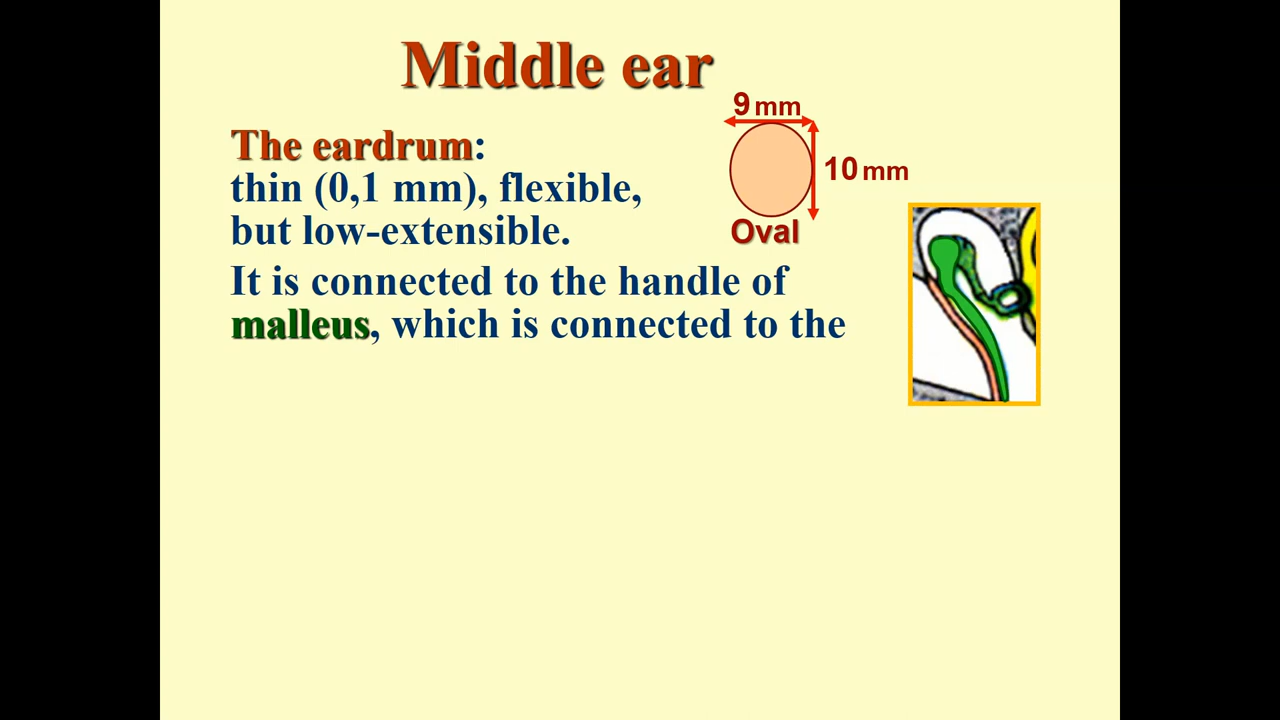 Middle ear
9 mm
The eardrum:
thin (0,1 mm), flexible,
10 mm
but low-extensible.
Oval
It is connected to the handle of
malleus, which is connected to the